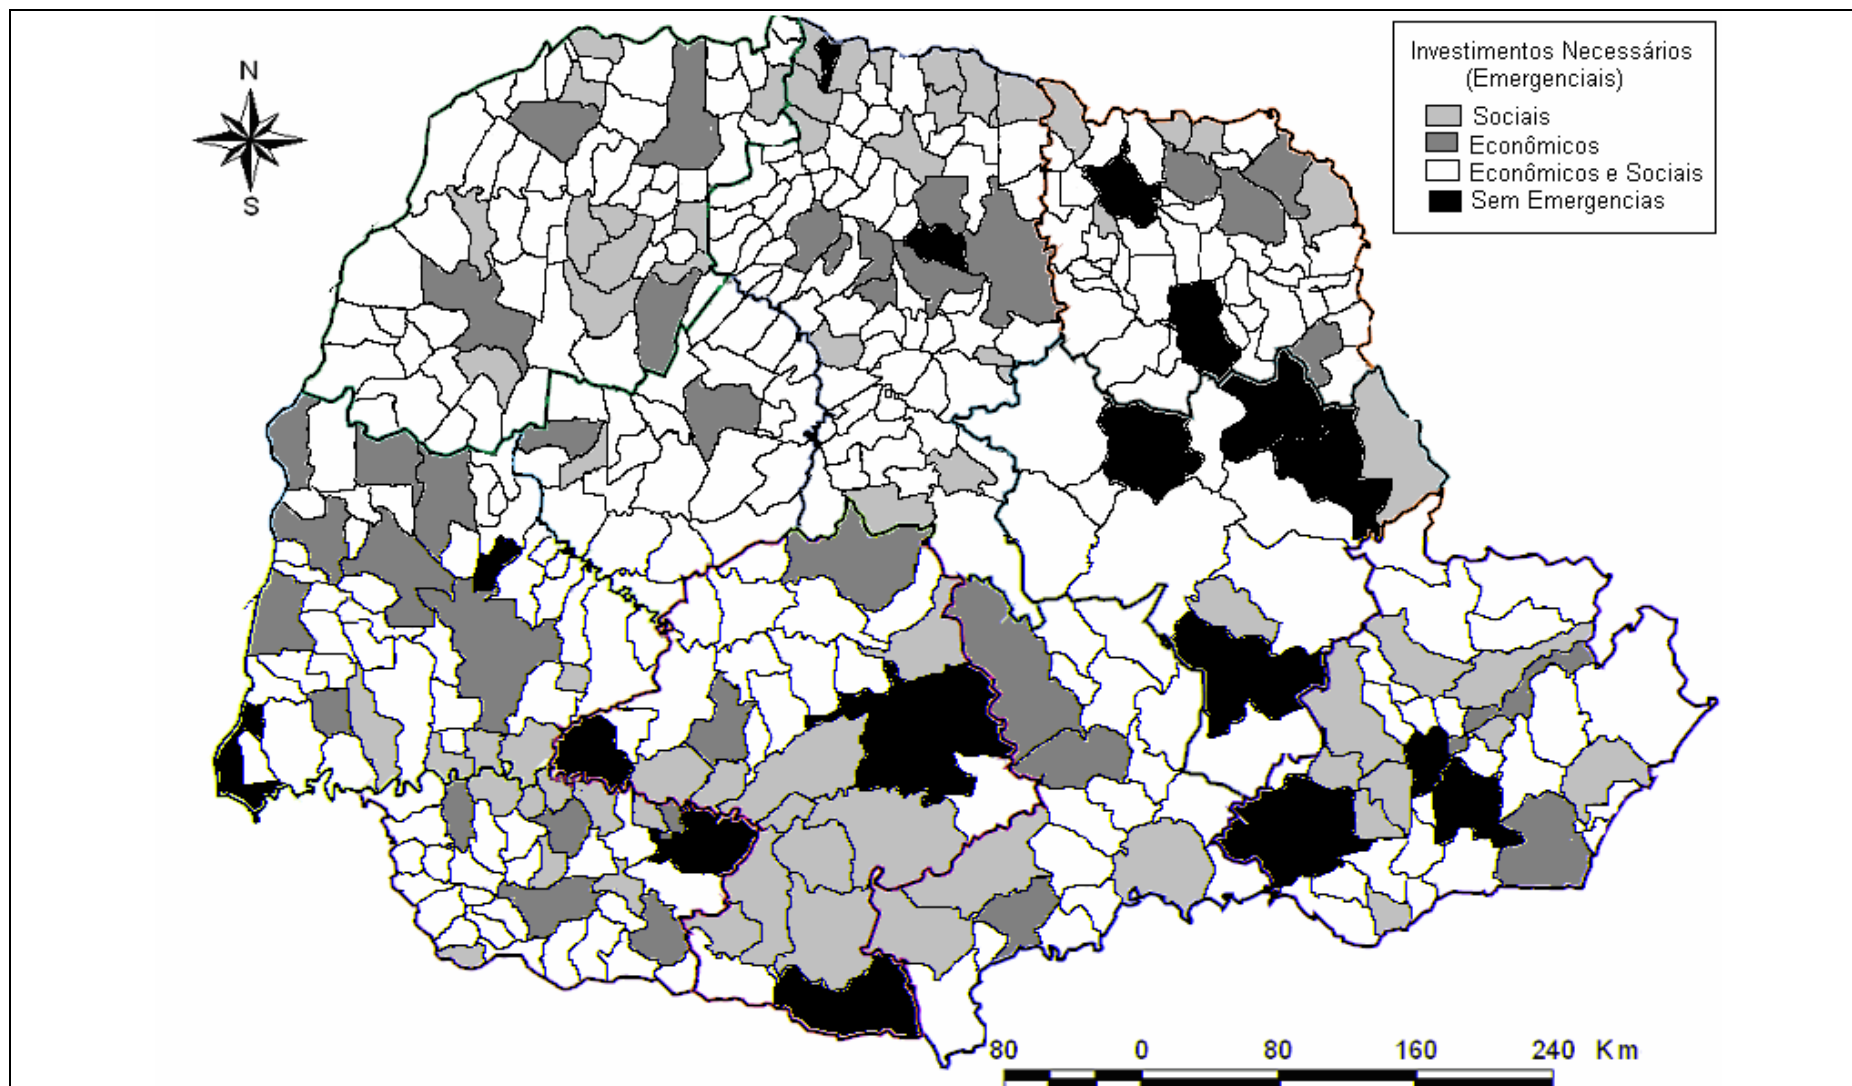 Investimentos Necessários
(Emergenciais)
Sociais
Econômicos
Econômicos e Sociais
Sem Emergencias
N
S
80 0 80 160 240 Km